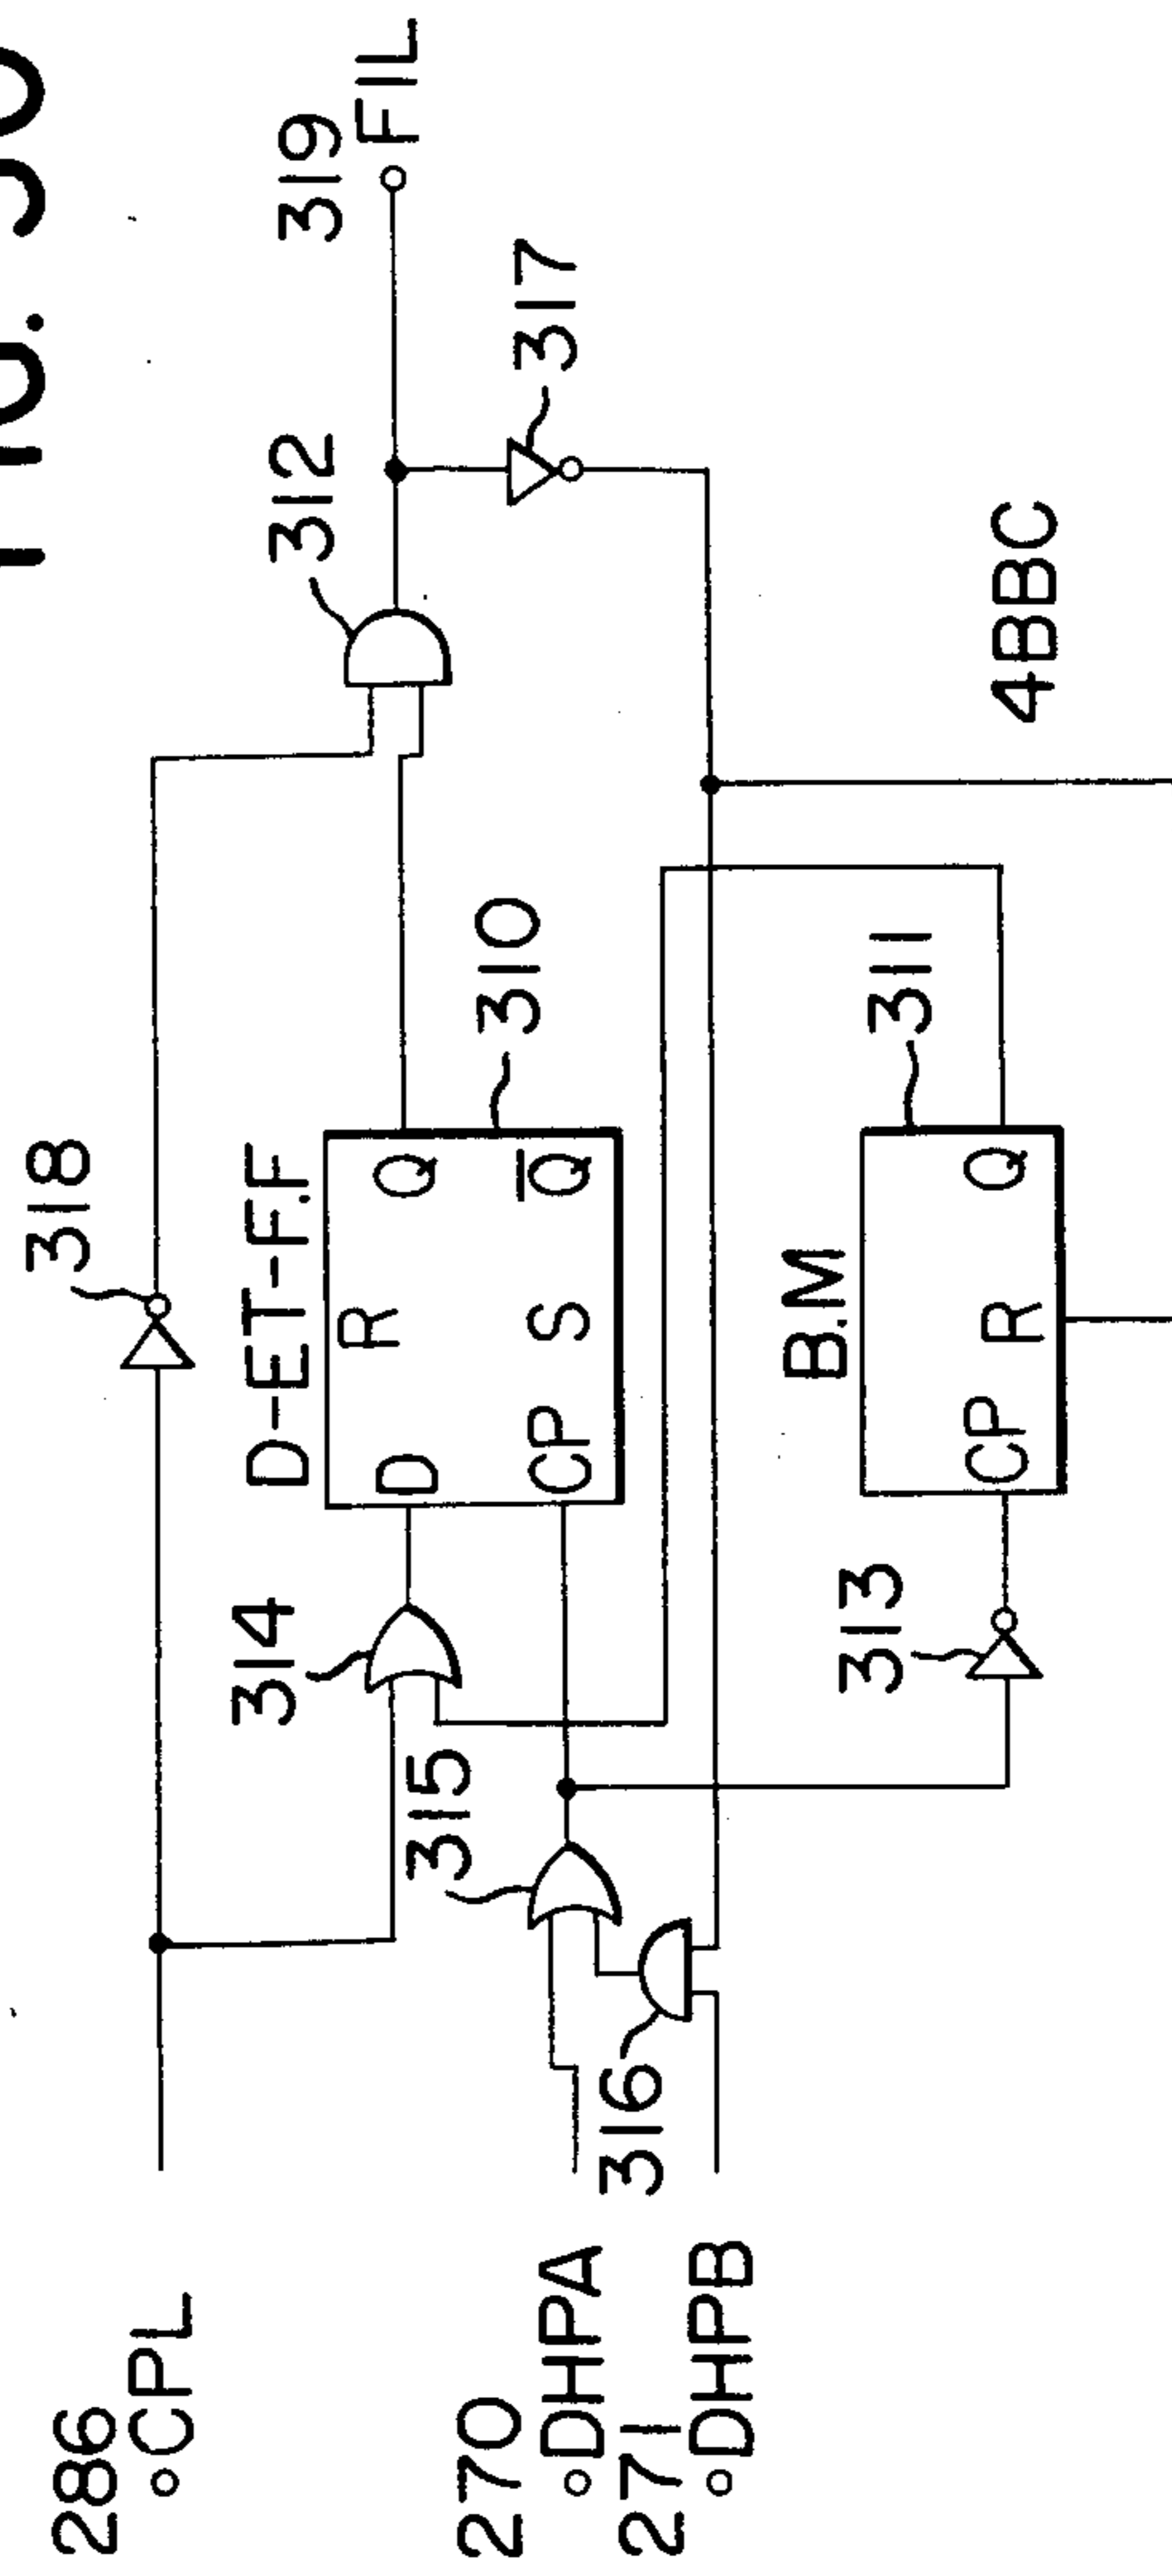 FIG. 30
286
CPL
318
319
FIL
312
317
314
D-ET-F.F
D
R
Q
CP
S
Q̅
310
315
270
DHPA
316
271
DHPB
313
B.M
CP
R
Q
311
4BBC